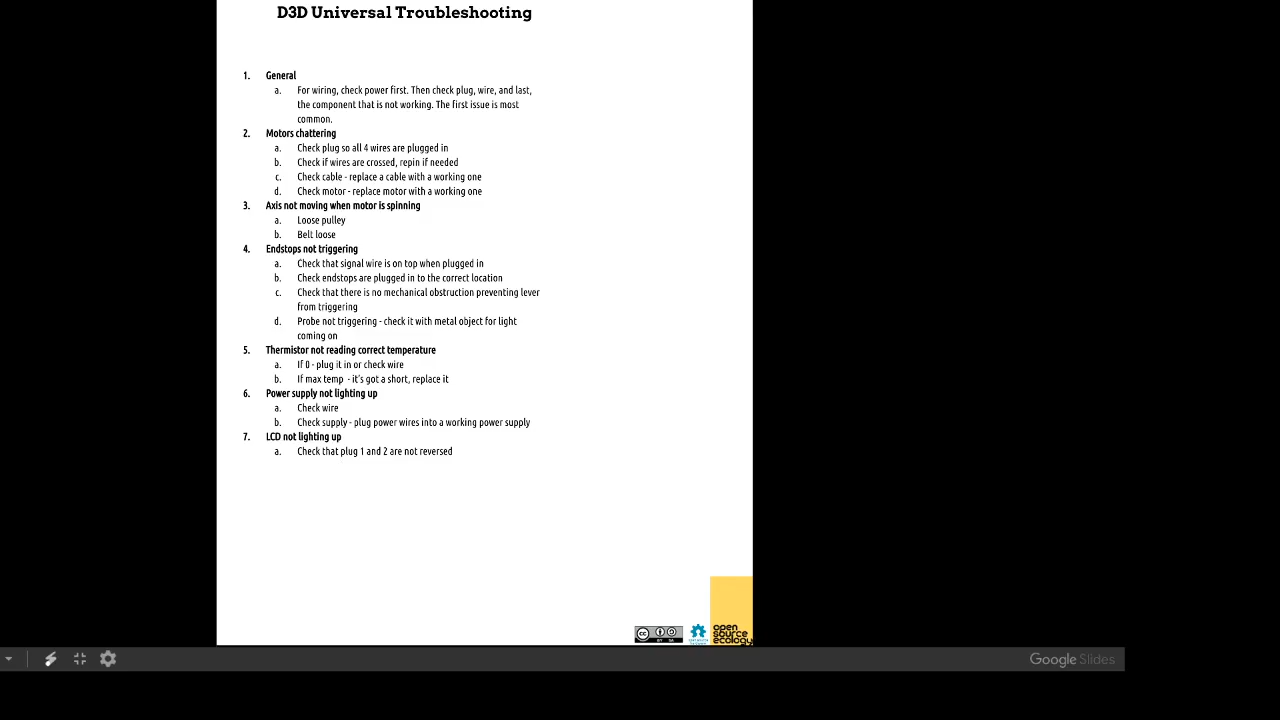 D3D Universal Troubleshooting
1. General
a. For wiring, check power first. Then check plug, wire, and last,
the component that is not working. The first issue is most
common.
2. Motors chattering
a. Check plug so all 4 wires are plugged in
b. Check if wires are crossed, repin if needed
c. Check cable - replace a cable with a working one
d. Check motor - replace motor with a working one
3. Axis not moving when motor is spinning
a. Loose pulley
b. Belt loose
4. Endstops not triggering
a. Check that signal wire is on top when plugged in
b. Check endstops are plugged in to the correct location
c. Check that there is no mechanical obstruction preventing lever
from triggering
d. Probe not triggering - check it with metal object for light
coming on
5. Thermistor not reading correct temperature
a. If 0 - plug it in or check wire
b. If max temp - it's got a short, replace it
6. Power supply not lighting up
a. Check wire
b. Check supply - plug power wires into a working power supply
7. LCD not lighting up
a. Check that plug 1 and 2 are not reversed
cc
BY SA
open
source
ecology
Google Slides